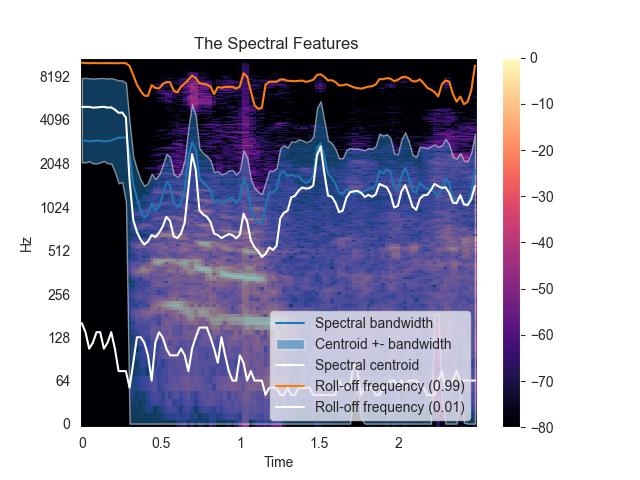 The Spectral Features
8192
4096
2048
1024
512
256
128
64
0
Hz
0
0.5
1
1.5
2
Time
Spectral bandwidth
Centroid +- bandwidth
Spectral centroid
Roll-off frequency (0.99)
Roll-off frequency (0.01)
0
−10
−20
−30
−40
−50
−60
−70
−80